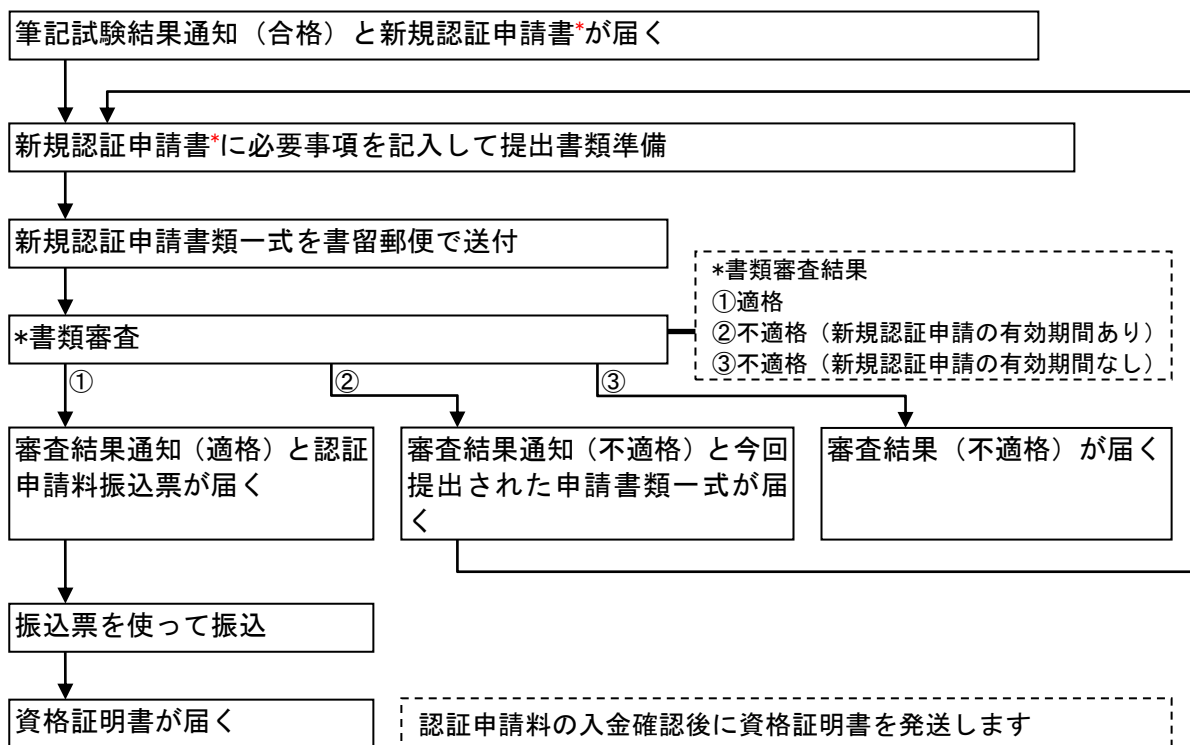 筆記試験結果通知（合格）と新規認証申請書*が届く
新規認証申請書*に必要事項を記入して提出書類準備
新規認証申請書類一式を書留郵便で送付
*書類審査結果
①適格
②不適格（新規認証申請の有効期間あり）
③不適格（新規認証申請の有効期間なし）
*書類審査
①
②
③
審査結果通知（適格）と認証
申請料振込票が届く
審査結果通知（不適格）と今回
提出された申請書類一式が届
く
審査結果（不適格）が届く
振込票を使って振込
資格証明書が届く
認証申請料の入金確認後に資格証明書を発送します